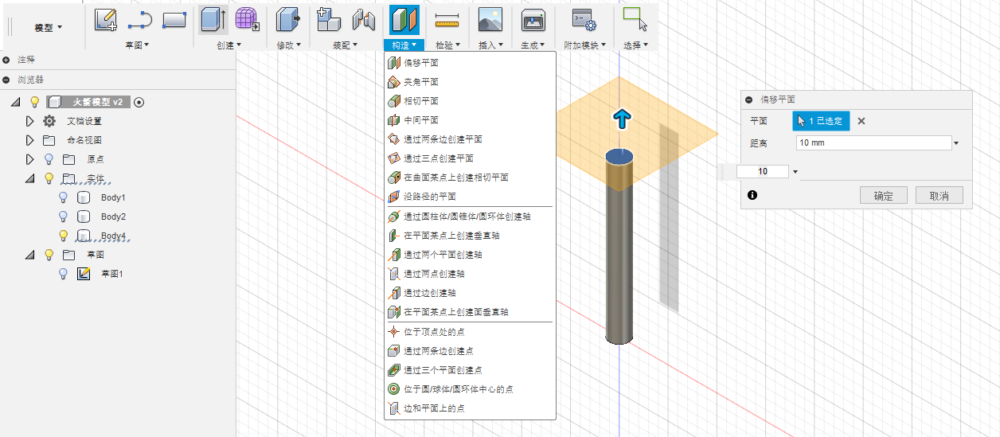 模型
草图
创建
修改
装配
构造
检验
插入
生成
附加模块
选择
注释
浏览器
火箭模型 v2
文档设置
命名视图
原点
实体
Body1
Body2
Body4
草图
草图1
偏移平面
夹角平面
相切平面
中间平面
通过两条边创建平面
通过三点创建平面
在曲面某点上创建相切平面
沿路径的平面
通过圆柱体/圆锥体/圆环体创建轴
在平面某点上创建垂直轴
通过两个平面创建轴
通过两点创建轴
通过边创建轴
在平面某点上创建面垂直轴
位于顶点处的点
通过两条边创建点
通过三个平面创建点
位于圆/球体/圆环体中心的点
边和平面上的点
偏移平面
平面
1 已选定
距离
10 mm
10
确定
取消